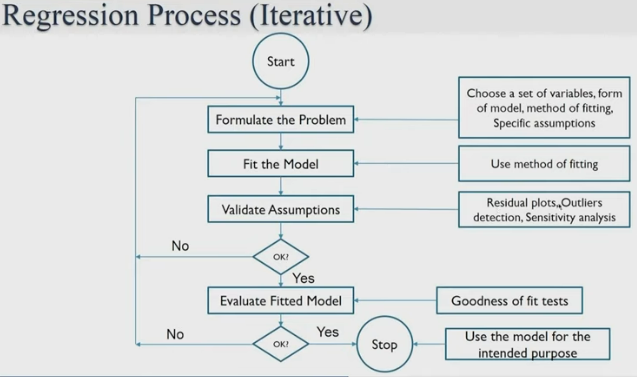 Regression Process (Iterative)
Start
Choose a set of variables, form
of model, method of fitting,
Specific assumptions
Formulate the Problem
Fit the Model
Use method of fitting
Validate Assumptions
Residual plots, Outliers
detection, Sensitivity analysis
No
OK?
Yes
Evaluate Fitted Model
Goodness of fit tests
No
OK?
Yes
Stop
Use the model for the
intended purpose